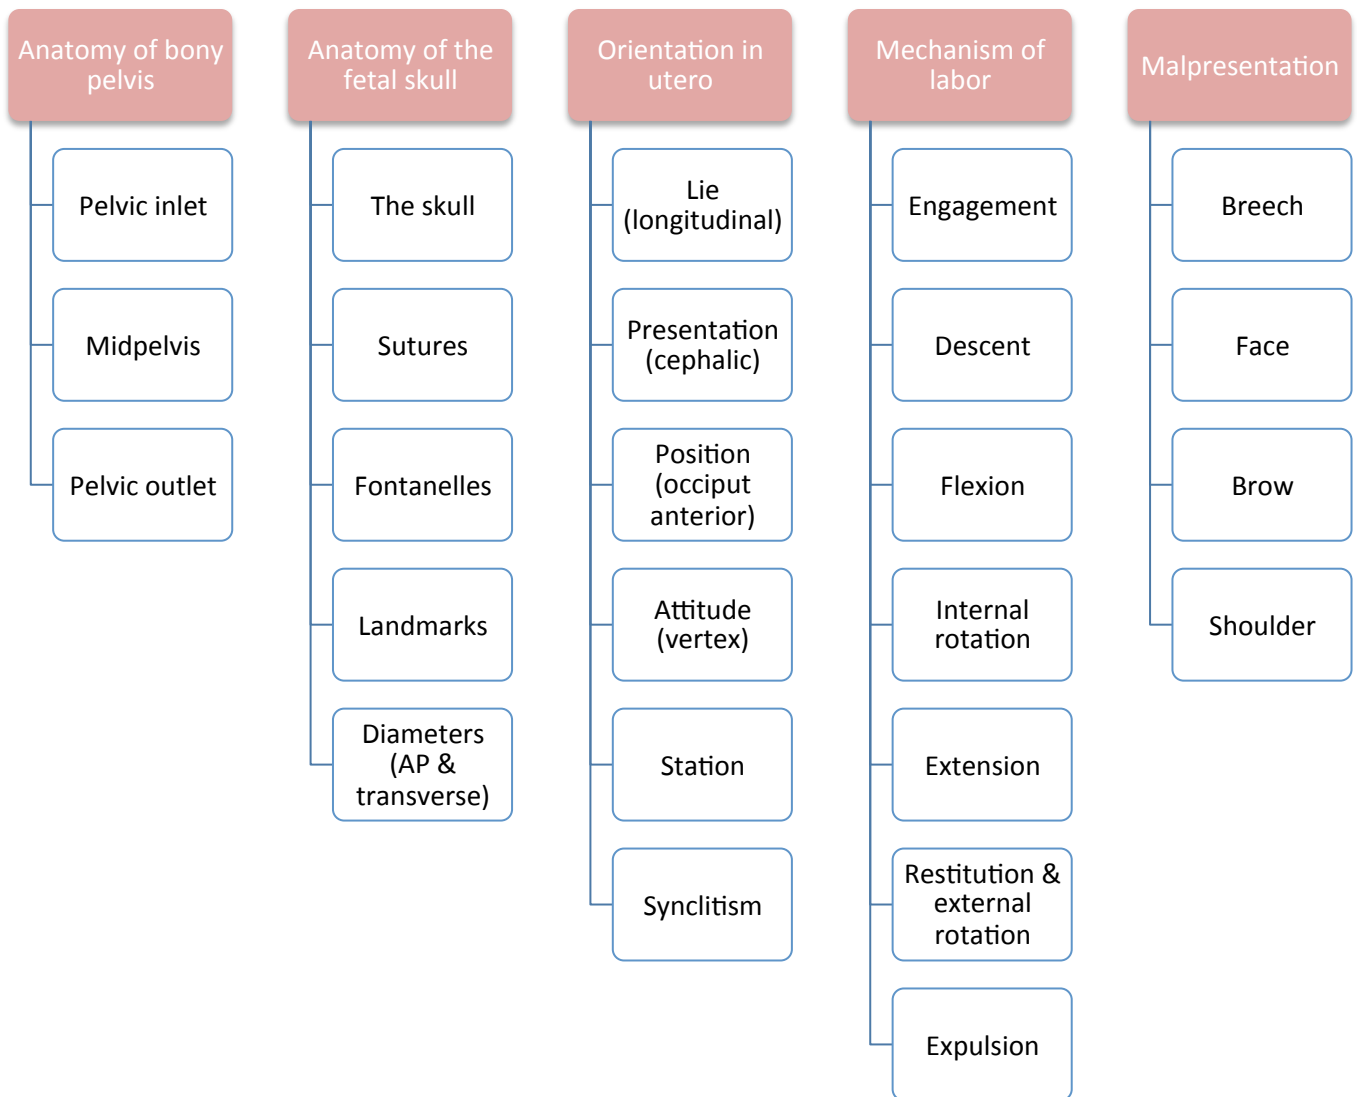 Anatomy of bony
pelvis
Pelvic inlet
Midpelvis
Pelvic outlet
Anatomy of the
fetal skull
The skull
Sutures
Fontanelles
Landmarks
Diameters
(AP &
transverse)
Orientation in
utero
Lie
(longitudinal)
Presentation
(cephalic)
Position
(occiput
anterior)
Attitude
(vertex)
Station
Synclitism
Mechanism of
labor
Engagement
Descent
Flexion
Internal
rotation
Extension
Restitution &
external
rotation
Expulsion
Malpresentation
Breech
Face
Brow
Shoulder